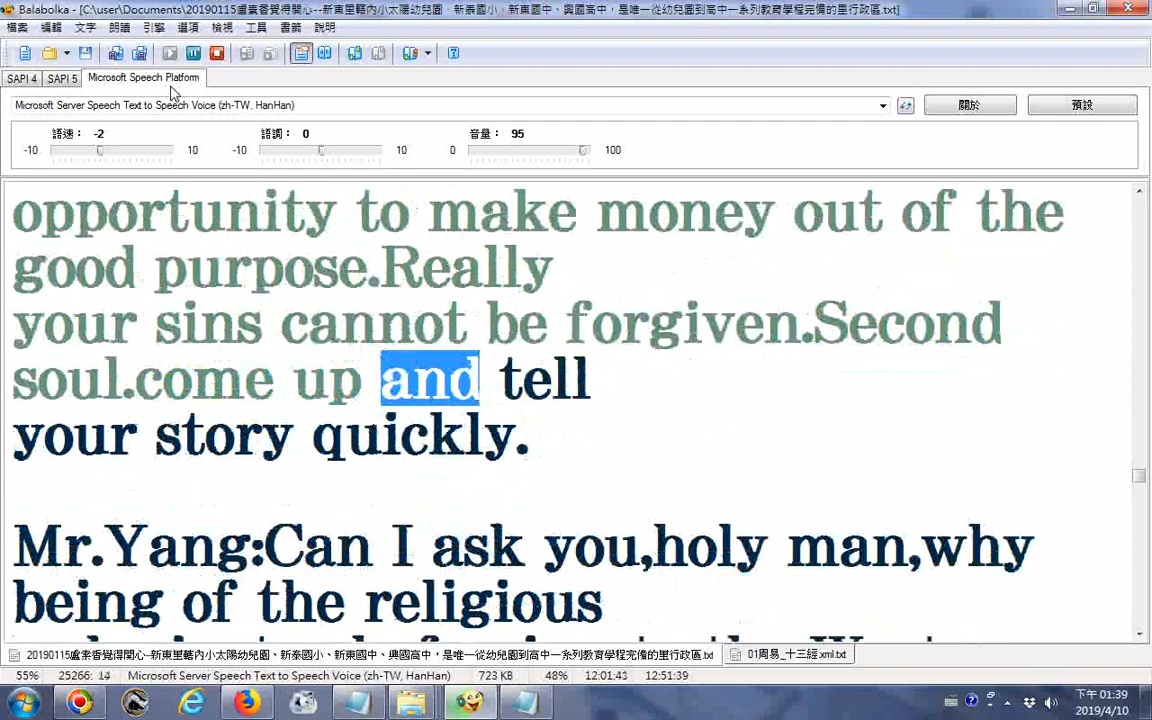 Balabolka - [C:\user\Documents\20190115盧素香覺得開心--新東里轄內小太陽幼兒園、新泰國小、新東國中、興國高中，是唯一從幼兒園到高中一系列教育學程完備的里行政區.txt]
檔案 編輯 文字 朗讀 引擎 選項 檢視 工具 書籤 說明
SAPI 4 SAPI 5 Microsoft Speech Platform
Microsoft Server Speech Text to Speech Voice (zh-TW, HanHan) 關於 預設
語速： -2 語調： 0 音量： 95
-10 10 -10 10 0 100
opportunity to make money out of the
good purpose.Really
your sins cannot be forgiven.Second
soul.come up and tell
your story quickly.
Mr.Yang:Can I ask you,holy man,why
being of the religious
20190115盧素香覺得開心--新東里轄內小太陽幼兒園、新泰國小、新東國中、興國高中，是唯一從幼兒園到高中一系列教育學程完備的里行政區.txt 01周易_十三經.xml.txt
55% 25266: 14 Microsoft Server Speech Text to Speech Voice (zh-TW, HanHan) 723 KB 48% 12:01:43 12:51:39
下午 01:39
2019/4/10